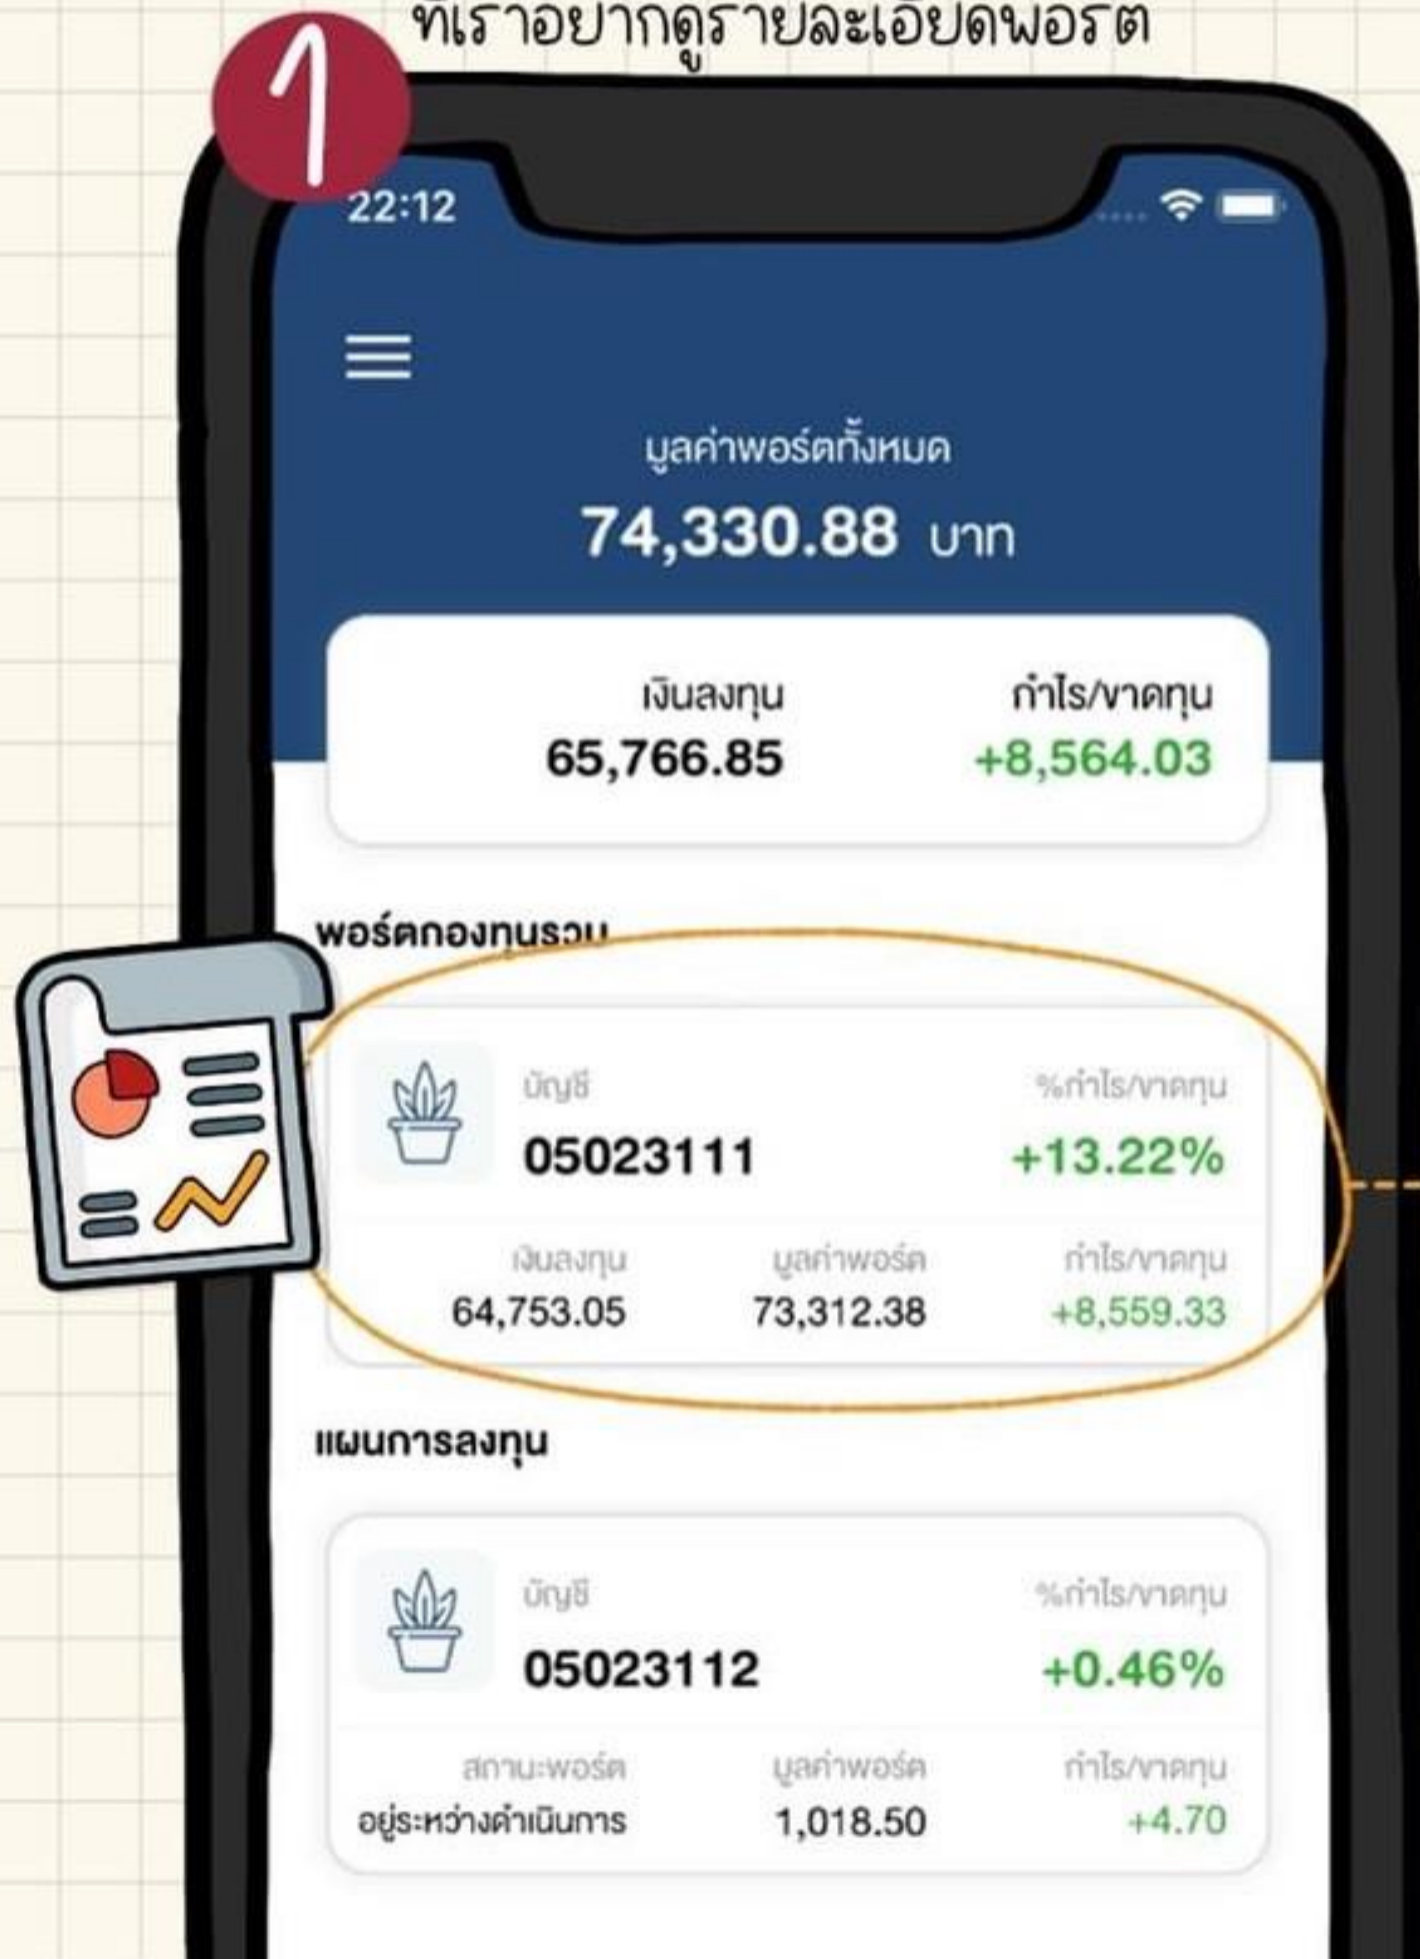 ที่เราอยากดูรายละเอียดพอร์ต
1
22:12
มูลค่าพอร์ตทั้งหมด
74,330.88 บาท
เงินลงทุน กำไร/ขาดทุน
65,766.85 +8,564.03
พอร์ตกองทุนรวม
บัญชี %กำไร/ขาดทุน
05023111 +13.22%
เงินลงทุน มูลค่าพอร์ต กำไร/ขาดทุน
64,753.05 73,312.38 +8,559.33
แผนการลงทุน
บัญชี %กำไร/ขาดทุน
05023112 +0.46%
สถานะพอร์ต มูลค่าพอร์ต กำไร/ขาดทุน
อยู่ระหว่างดำเนินการ 1,018.50 +4.70